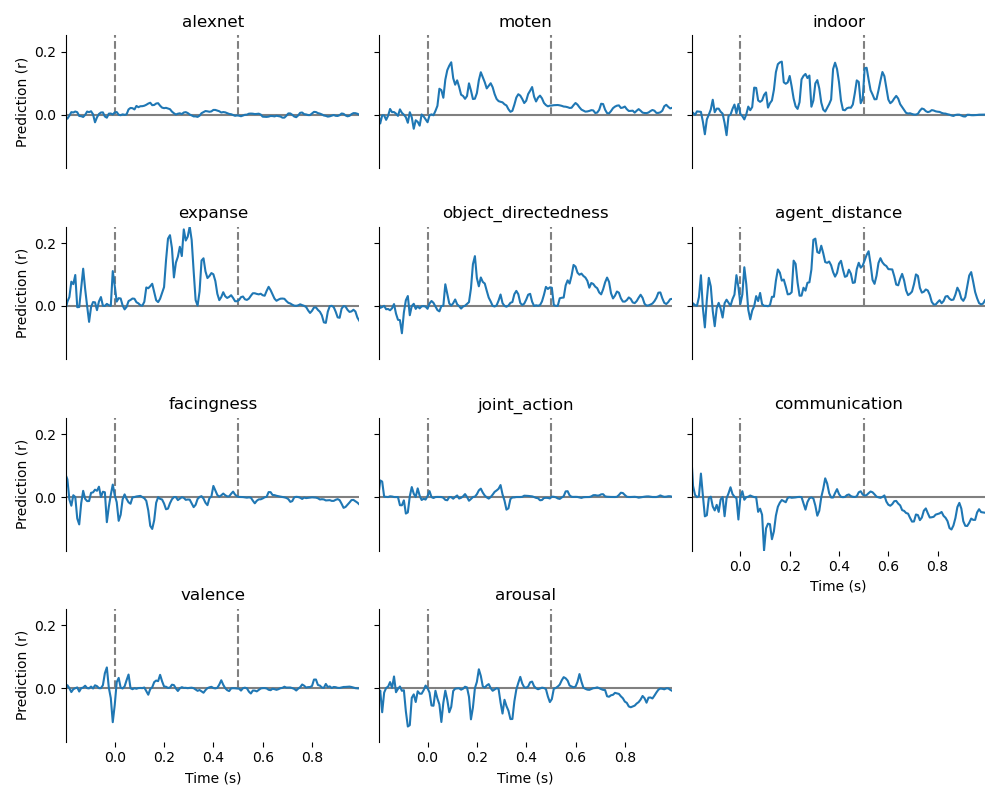 alexnet
moten
indoor
Prediction (r)
0.2
0.0
expanse
object_directedness
agent_distance
Prediction (r)
0.2
0.0
facingness
joint_action
communication
Prediction (r)
0.2
0.0
0.0 0.2 0.4 0.6 0.8
Time (s)
valence
arousal
Prediction (r)
0.2
0.0
0.0 0.2 0.4 0.6 0.8
0.0 0.2 0.4 0.6 0.8
Time (s)
Time (s)